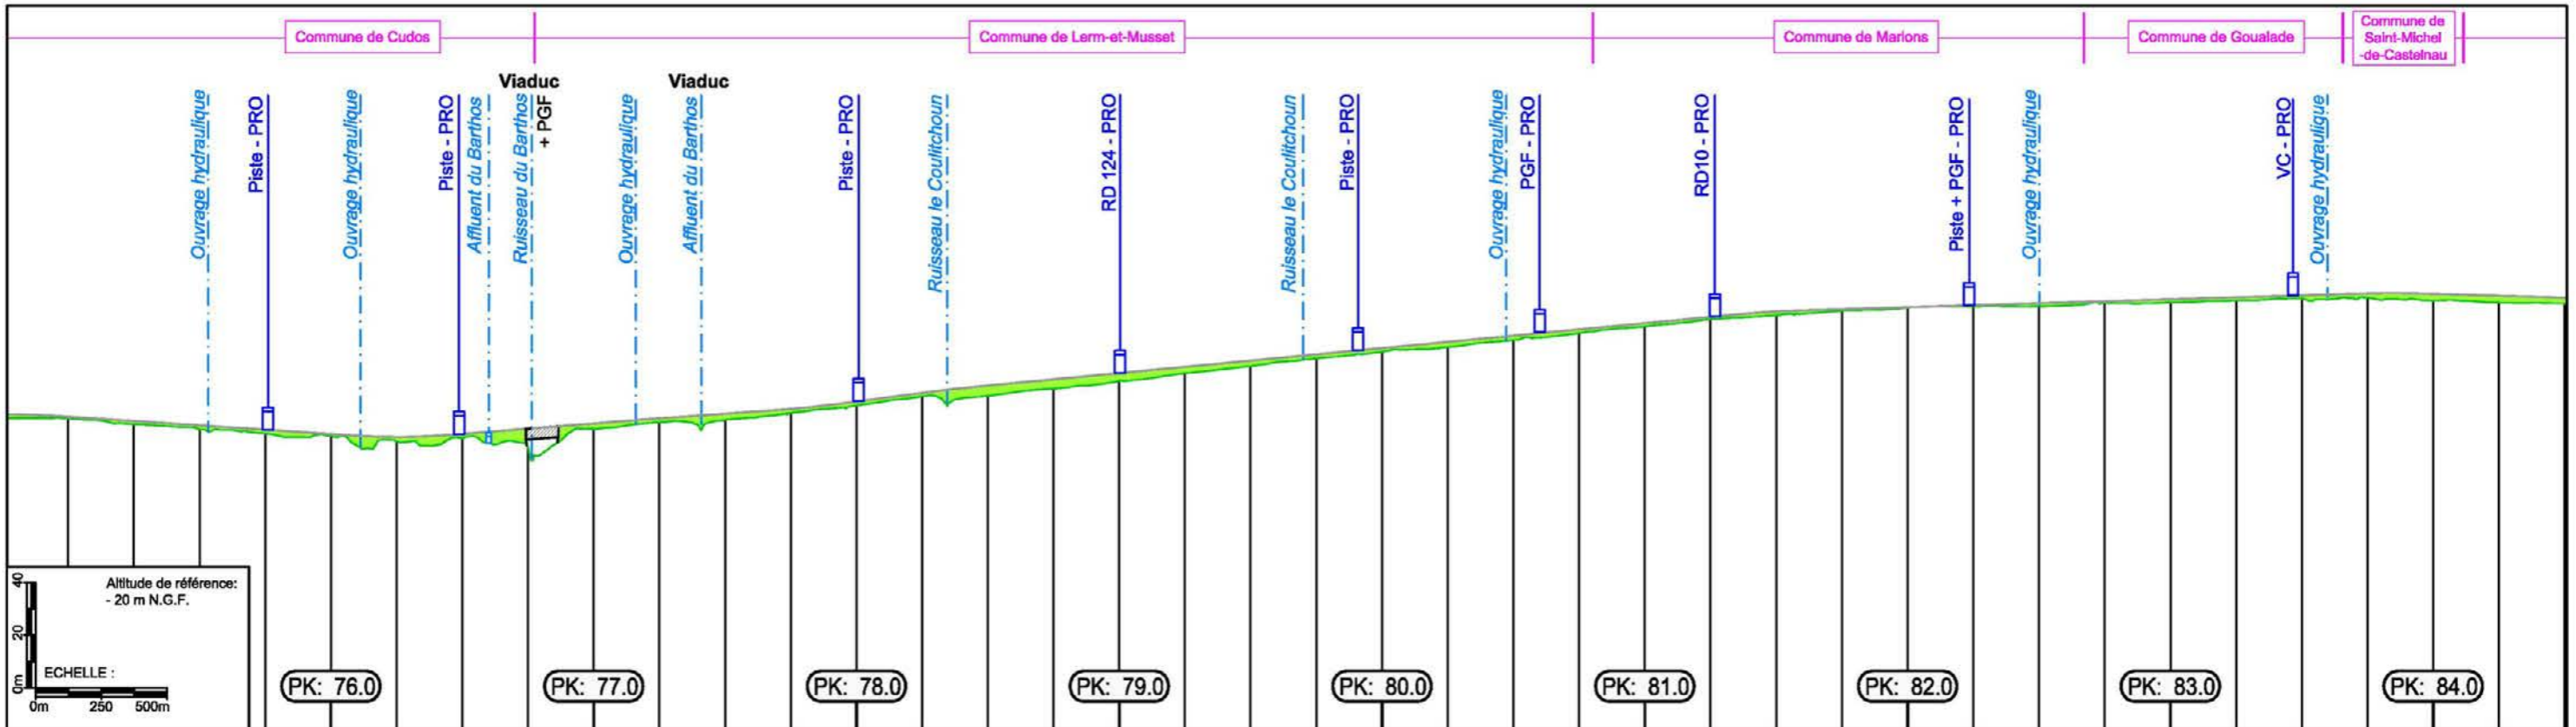 Commune de Cudos
Commune de Lerm-et-Musset
Commune de Marions
Commune de Goualade
Commune de
Saint-Michel
-de-Castelnau
Viaduc
Viaduc
Ouvrage hydraulique
Piste - PRO
Ouvrage hydraulique
Piste - PRO
Affluent du Barthos
Ruisseau du Barthos
+ PGF
Ouvrage hydraulique
Affluent du Barthos
Piste - PRO
Ruisseau le Coulitchoun
RD 124 - PRO
Ruisseau le Coulitchoun
Piste - PRO
Ouvrage hydraulique
PGF - PRO
RD10 - PRO
Piste + PGF - PRO
Ouvrage hydraulique
VC - PRO
Ouvrage hydraulique
Altitude de référence:
- 20 m N.G.F.
40
20
0m
ECHELLE :
0m 250 500m
PK: 76.0
PK: 77.0
PK: 78.0
PK: 79.0
PK: 80.0
PK: 81.0
PK: 82.0
PK: 83.0
PK: 84.0